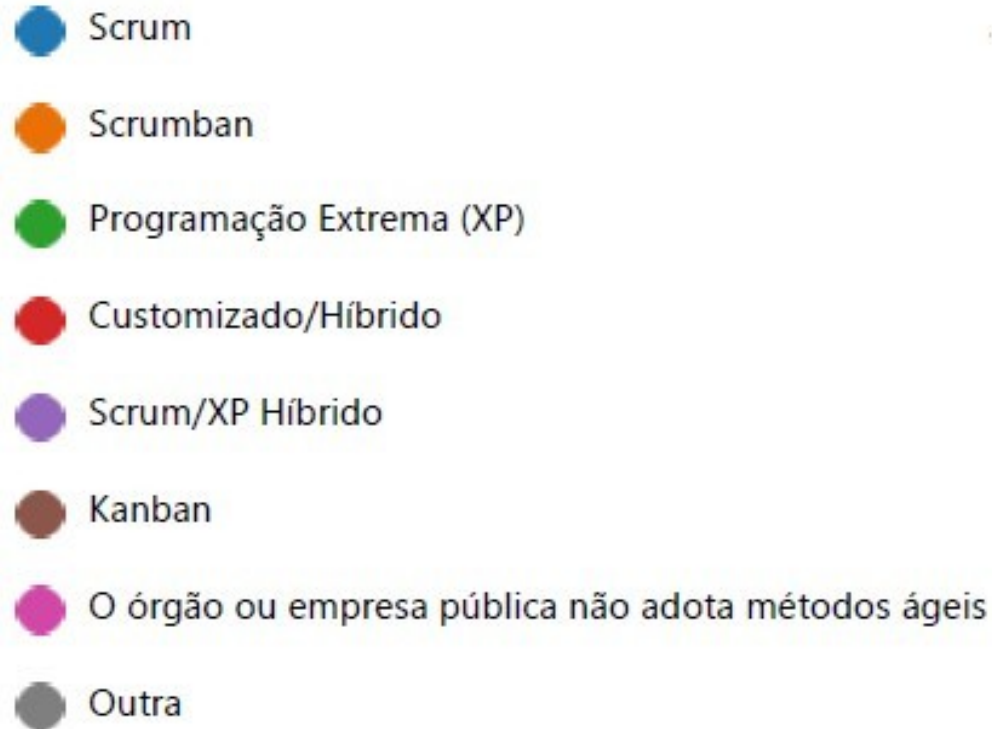 Scrum
Scrumban
Programação Extrema (XP)
Customizado/Híbrido
Scrum/XP Híbrido
Kanban
O órgão ou empresa pública não adota métodos ágeis
Outra